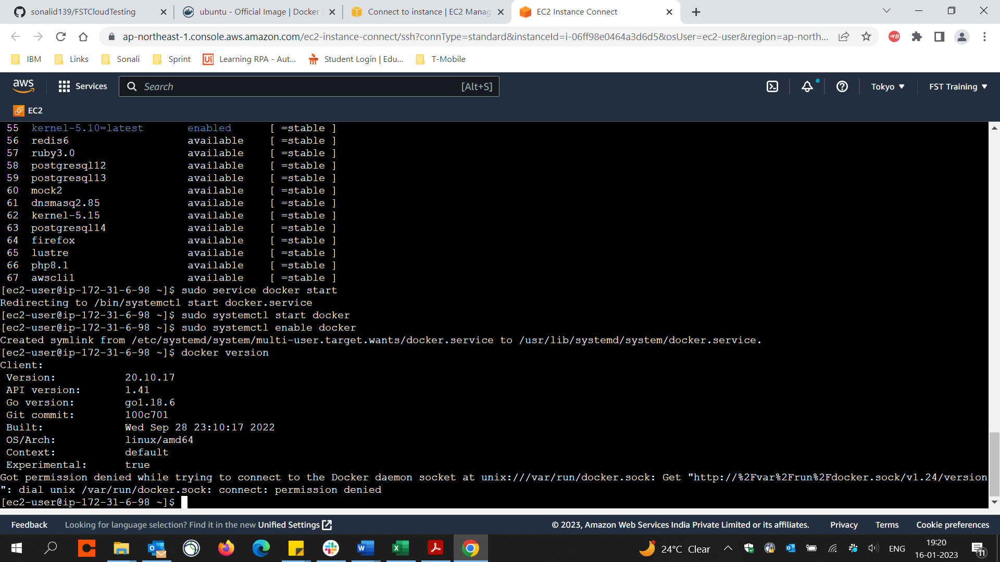 sonalid139/FSTCloudTesting
ubuntu - Official Image | Docker
Connect to instance | EC2 Manag
EC2 Instance Connect
ap-northeast-1.console.aws.amazon.com/ec2-instance-connect/ssh?connType=standard&instanceId=i-06ff98e0464a3d6d5&osUser=ec2-user&region=ap-north...
IBM Links Sonali Sprint Ui Learning RPA - Aut... Student Login | Edu... T-Mobile
aws Services Search [Alt+S] Tokyo FST Training
EC2
55 kernel-5.10=latest enabled [ =stable ]
56 redis6 available [ =stable ]
57 ruby3.0 available [ =stable ]
58 postgresql12 available [ =stable ]
59 postgresql13 available [ =stable ]
60 mock2 available [ =stable ]
61 dnsmasq2.85 available [ =stable ]
62 kernel-5.15 available [ =stable ]
63 postgresql14 available [ =stable ]
64 firefox available [ =stable ]
65 lustre available [ =stable ]
66 php8.1 available [ =stable ]
67 awscli1 available [ =stable ]
[ec2-user@ip-172-31-6-98 ~]$ sudo service docker start
Redirecting to /bin/systemctl start docker.service
[ec2-user@ip-172-31-6-98 ~]$ sudo systemctl start docker
[ec2-user@ip-172-31-6-98 ~]$ sudo systemctl enable docker
Created symlink from /etc/systemd/system/multi-user.target.wants/docker.service to /usr/lib/systemd/system/docker.service.
[ec2-user@ip-172-31-6-98 ~]$ docker version
Client:
Version: 20.10.17
API version: 1.41
Go version: go1.18.6
Git commit: 100c701
Built: Wed Sep 28 23:10:17 2022
OS/Arch: linux/amd64
Context: default
Experimental: true
Got permission denied while trying to connect to the Docker daemon socket at unix:///var/run/docker.sock: Get "http://%2Fvar%2Frun%2Fdocker.sock/v1.24/version
": dial unix /var/run/docker.sock: connect: permission denied
[ec2-user@ip-172-31-6-98 ~]$
Feedback Looking for language selection? Find it in the new Unified Settings © 2023, Amazon Web Services India Private Limited or its affiliates. Privacy Terms Cookie preferences
24°C Clear ENG 19:20
16-01-2023 11